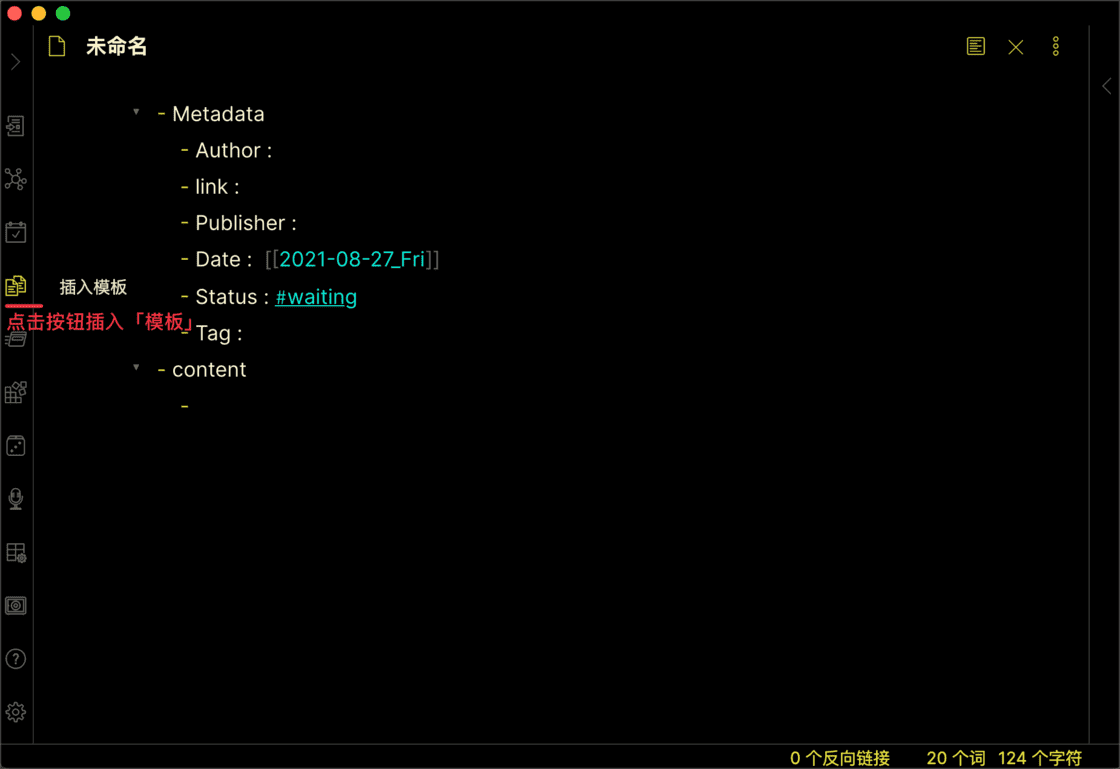 未命名
- Metadata
- Author :
- link :
- Publisher :
- Date : [[2021-08-27_Fri]]
插入模板
- Status : #waiting
点击按钮插入「模板」
- Tag :
- content
-
0 个反向链接 20 个词 124 个字符